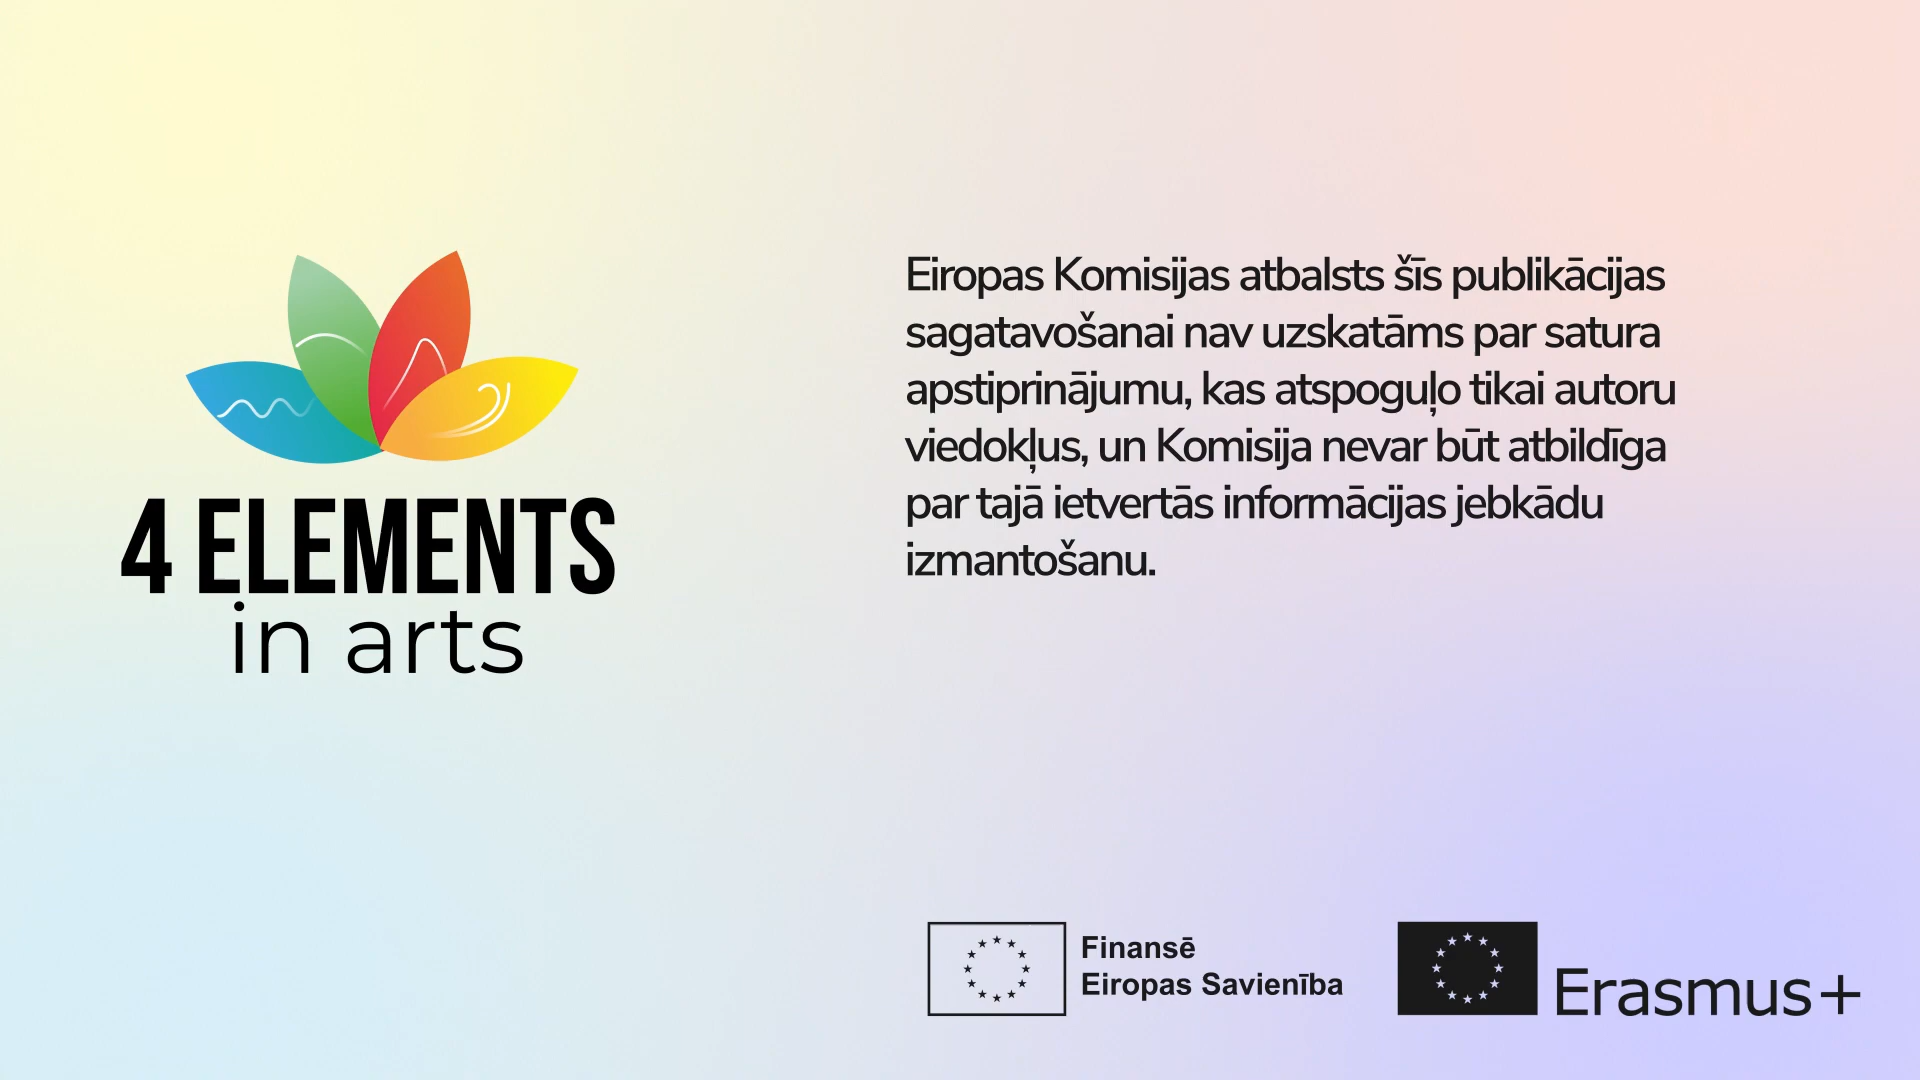 4 ELEMENTS
in arts
Eiropas Komisijas atbalsts šīs publikācijas
sagatavošanai nav uzskatāms par satura
apstiprinājumu, kas atspoguļo tikai autoru
viedokļus, un Komisija nevar būt atbildīga
par tajā ietvertās informācijas jebkādu
izmantošanu.
Finansē
Eiropas Savienība
Erasmus+